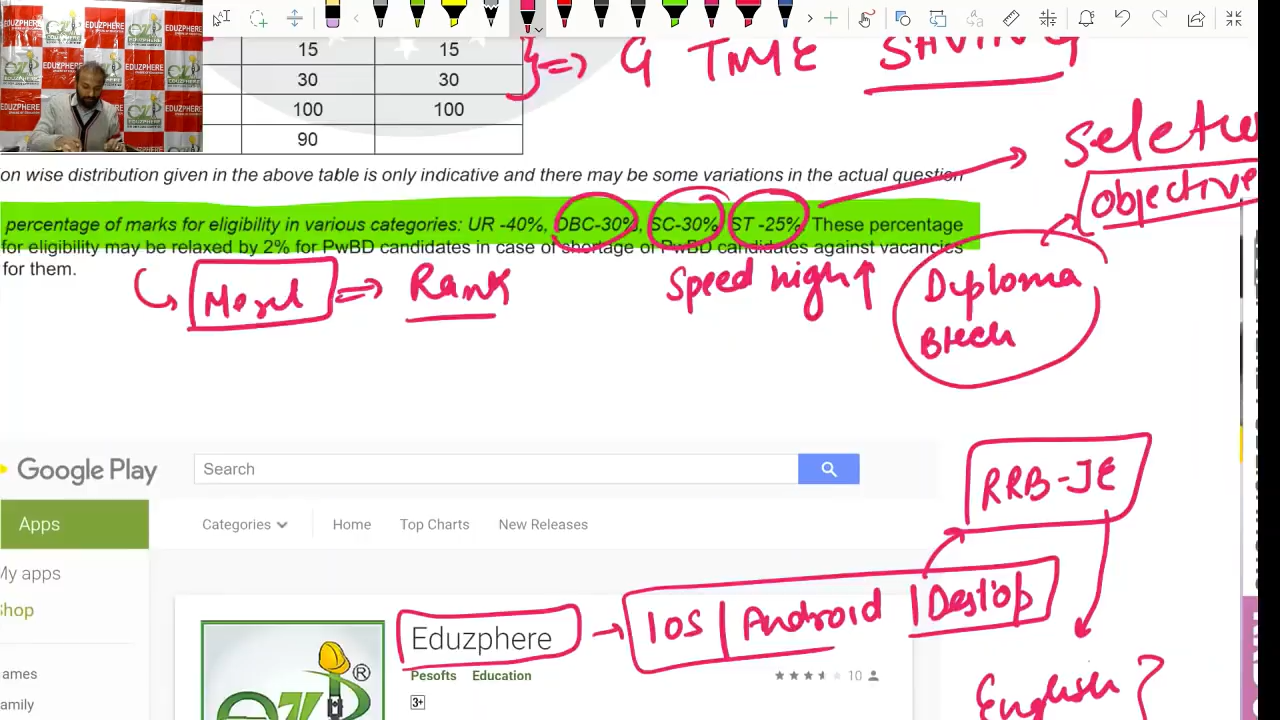 15 15
30 30
100 100
90
=> G TIME SAVING
on wise distribution given in the above table is only indicative and there may be some variations in the actual question
percentage of marks for eligibility in various categories: UR -40%, OBC-30%, SC-30%, ST -25%. These percentage
for eligibility may be relaxed by 2% for PwBD candidates in case of shortage of PwBD candidates against vacancies
for them.
Objective
=> Rank
Speed high
Diploma
Btech
Google Play
Search
Apps
Categories Home Top Charts New Releases
My apps
Shop
ames
amily
RRB-JE
Eduzphere
IOS | Android |
Pesofts Education
10
3+
English
EDUZPHERE
ezi
®